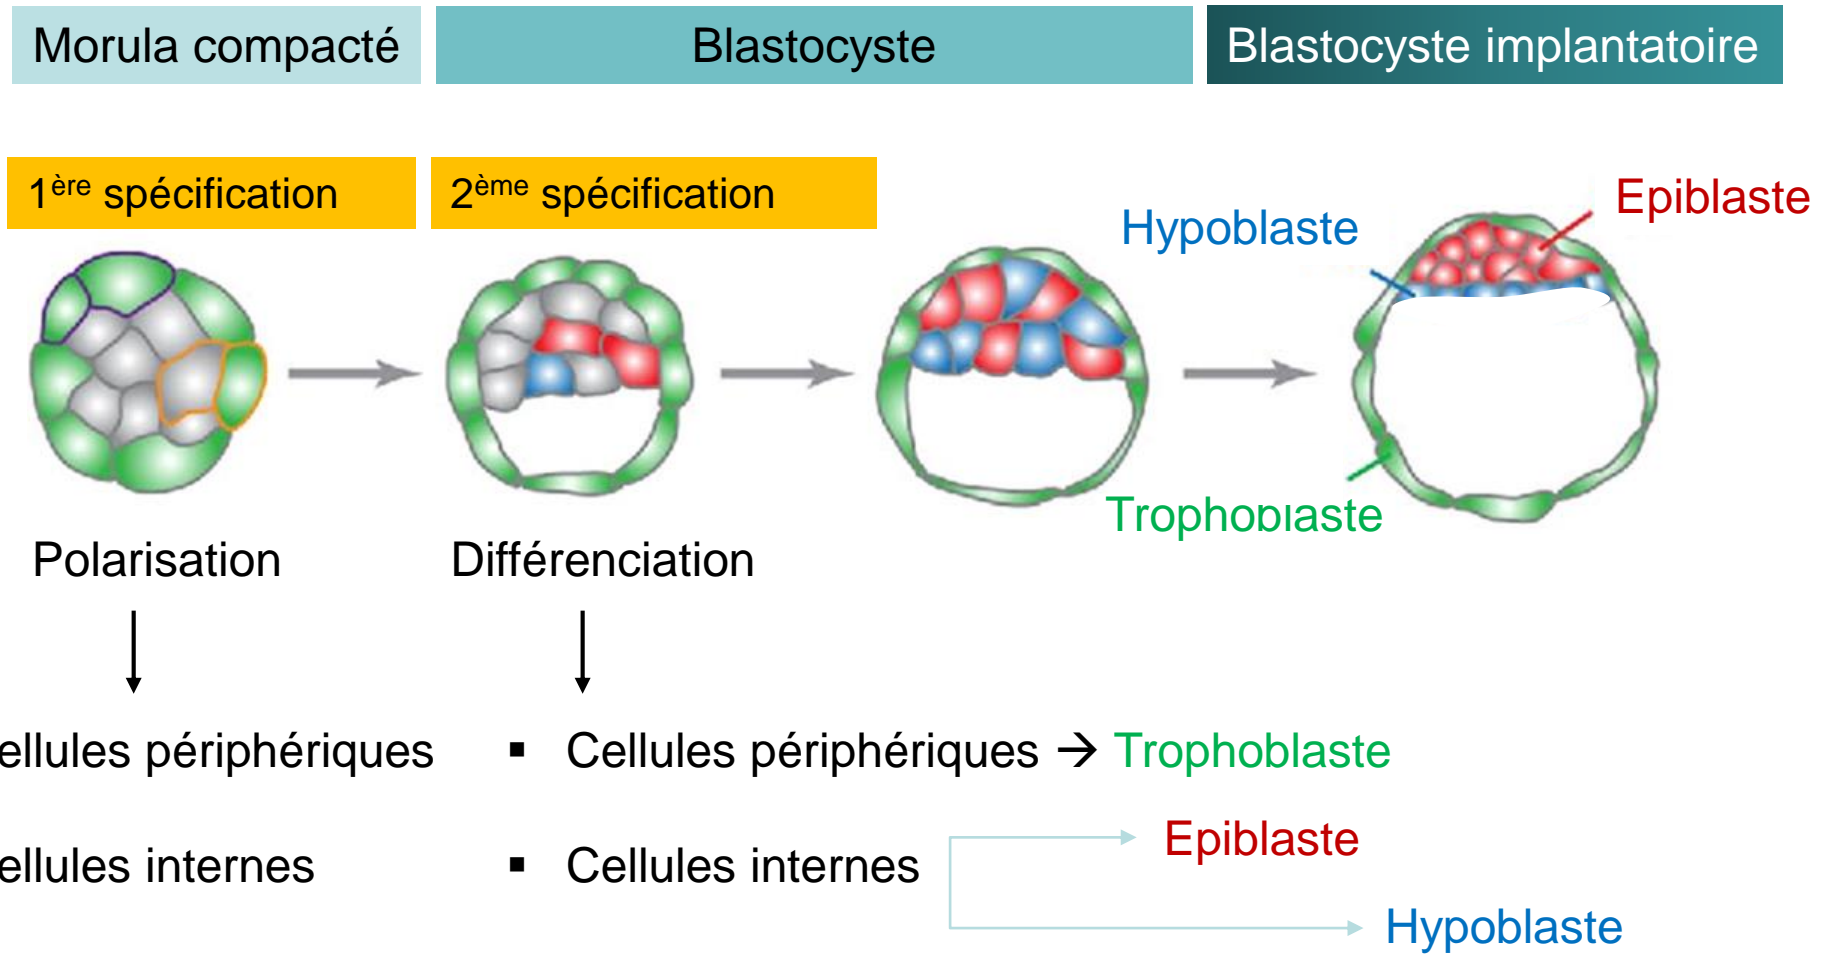 Morula compacté
Blastocyste
Blastocyste implantatoire
1ère spécification
2ème spécification
Hypoblaste
Epiblaste
Trophoblaste
Polarisation
Différenciation
ellules périphériques
▪ Cellules périphériques → Trophoblaste
ellules internes
▪ Cellules internes
Epiblaste
Hypoblaste